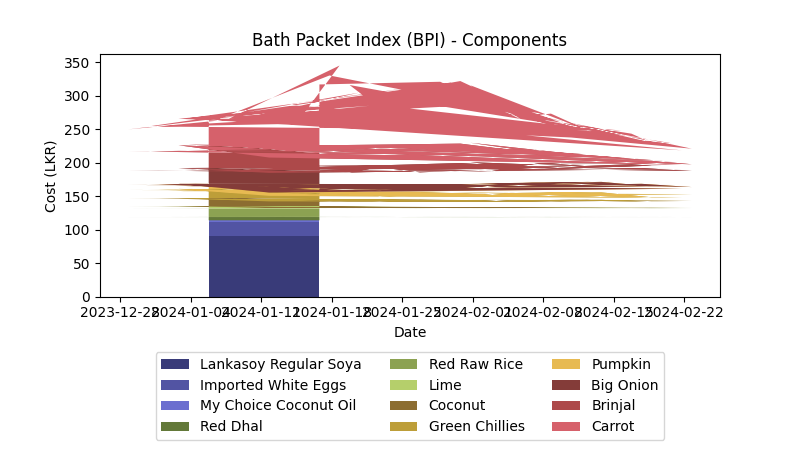 Bath Packet Index (BPI) - Components
350
300
250
200
150
100
50
0
Cost (LKR)
2023-12-28 2024-01-04 2024-01-11 2024-01-18 2024-01-25 2024-02-01 2024-02-08 2024-02-15 2024-02-22
Date
Lankasoy Regular Soya Red Raw Rice Pumpkin
Imported White Eggs Lime Big Onion
My Choice Coconut Oil Coconut Brinjal
Red Dhal Green Chillies Carrot